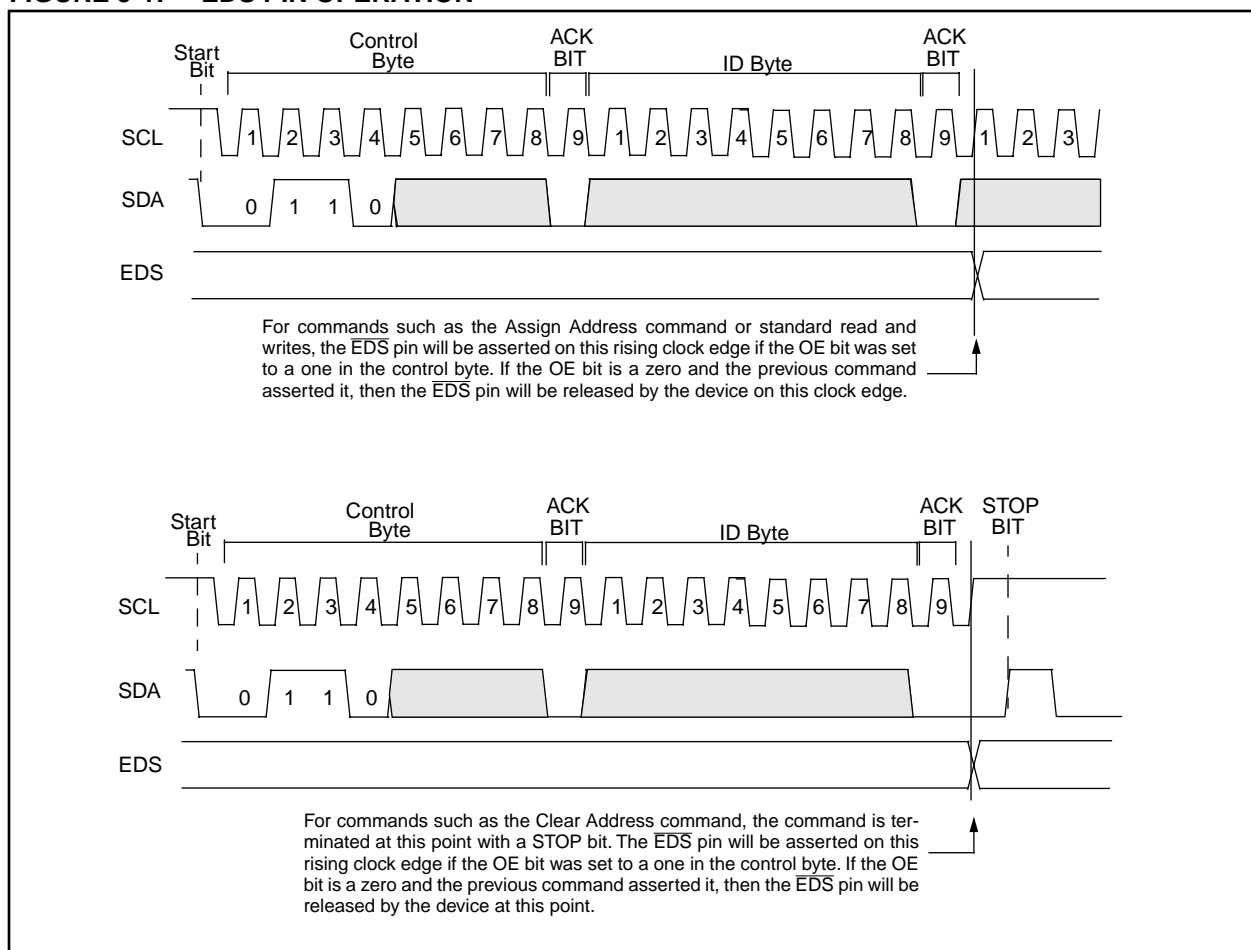 Start
Bit
Control
Byte
ACK
BIT
ID Byte
ACK
BIT
SCL
1 2 3 4 5 6 7 8 9 1 2 3 4 5 6 7 8 9 1 2 3
SDA
0 1 1 0
EDS
For commands such as the Assign Address command or standard read and
writes, the EDS pin will be asserted on this rising clock edge if the OE bit was set
to a one in the control byte. If the OE bit is a zero and the previous command
asserted it, then the EDS pin will be released by the device on this clock edge.
Start
Bit
Control
Byte
ACK
BIT
ID Byte
ACK
BIT
STOP
BIT
SCL
1 2 3 4 5 6 7 8 9 1 2 3 4 5 6 7 8 9
SDA
0 1 1 0
EDS
For commands such as the Clear Address command, the command is ter-
minated at this point with a STOP bit. The EDS pin will be asserted on this
rising clock edge if the OE bit was set to a one in the control byte. If the OE
bit is a zero and the previous command asserted it, then the EDS pin will be
released by the device at this point.